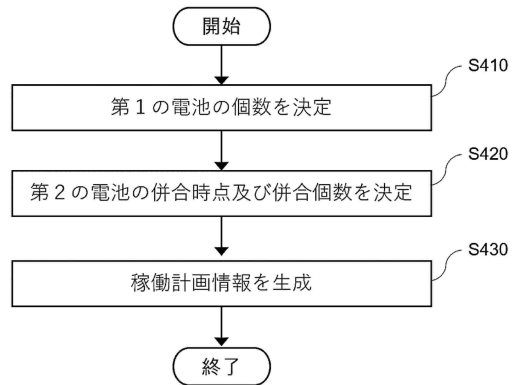 開始
S410
第1の電池の個数を決定
S420
第2の電池の併合時点及び併合個数を決定
S430
稼働計画情報を生成
終了